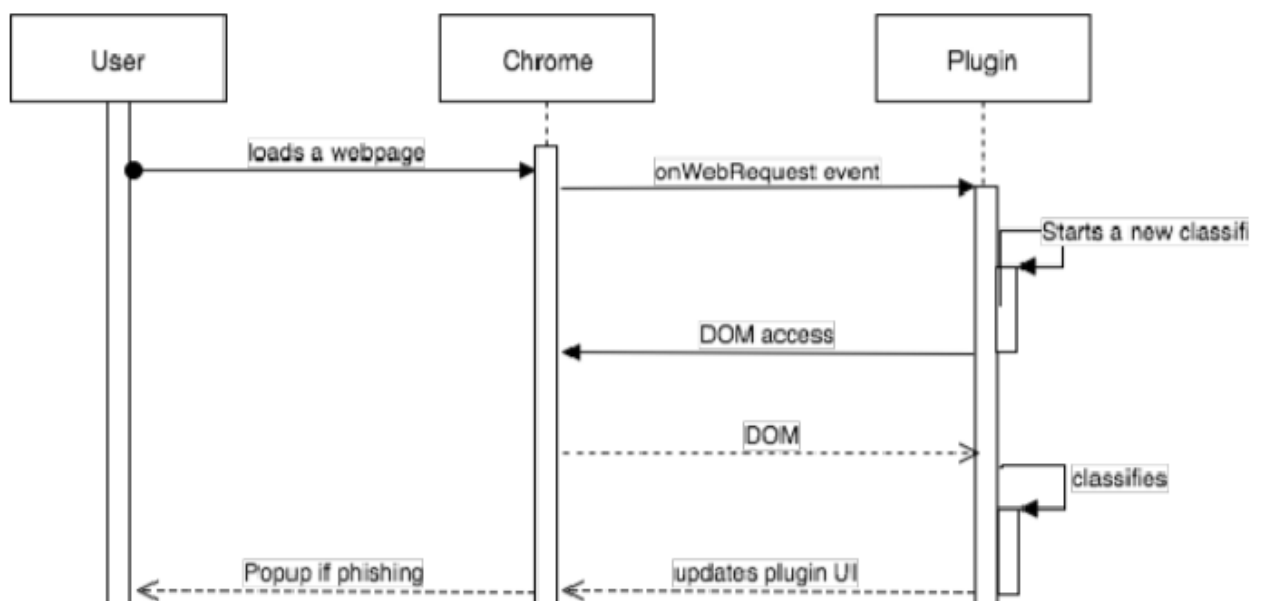 User
Chrome
Plugin
loads a webpage
onWebRequest event
Starts a new classifi
DOM access
DOM
classifies
Popup if phishing
updates plugin UI